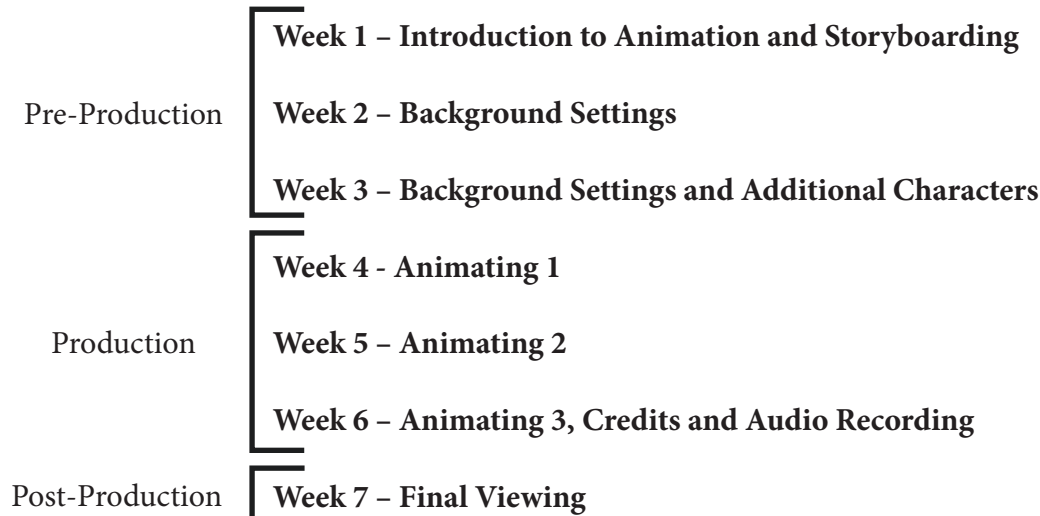 Week 1 – Introduction to Animation and Storyboarding
Pre-Production
Week 2 – Background Settings
Week 3 – Background Settings and Additional Characters
Week 4 - Animating 1
Production
Week 5 – Animating 2
Week 6 – Animating 3, Credits and Audio Recording
Post-Production
Week 7 – Final Viewing